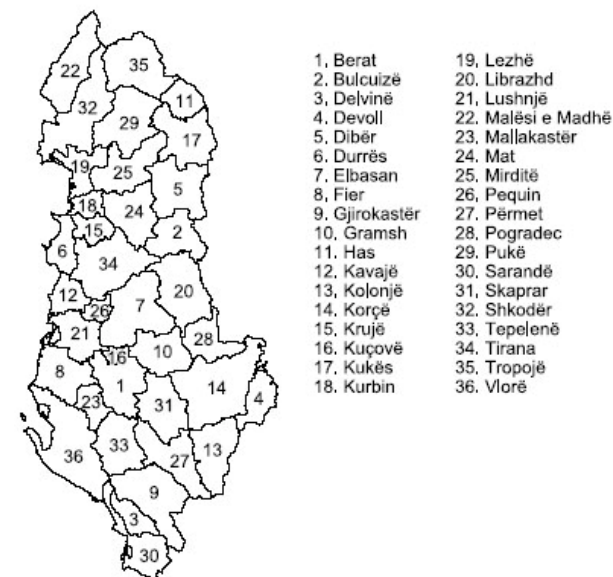 22
35
32
11
29
17
19
25
5
18
24
15
2
6
34
12
20
26
7
21
28
16
10
8
1
14
23
31
4
33
13
36
27
9
3
30
1, Berat
2, Bulcuizë
3, Delvinë
4, Devoll
5, Dibër
6, Durrës
7, Elbasan
8, Fier
9, Gjirokastër
10, Gramsh
11, Has
12, Kavajë
13, Kolonjë
14, Korçë
15, Krujë
16, Kuçovë
17, Kukës
18, Kurbin
19, Lezhë
20, Librazhd
21, Lushnjë
22, Malësi e Madhë
23, Mallakastër
24, Mat
25, Mirditë
26, Pequin
27, Përmet
28, Pogradec
29, Pukë
30, Sarandë
31, Skaprar
32, Shkodër
33, Tepelenë
34, Tirana
35, Tropojë
36, Vlorë